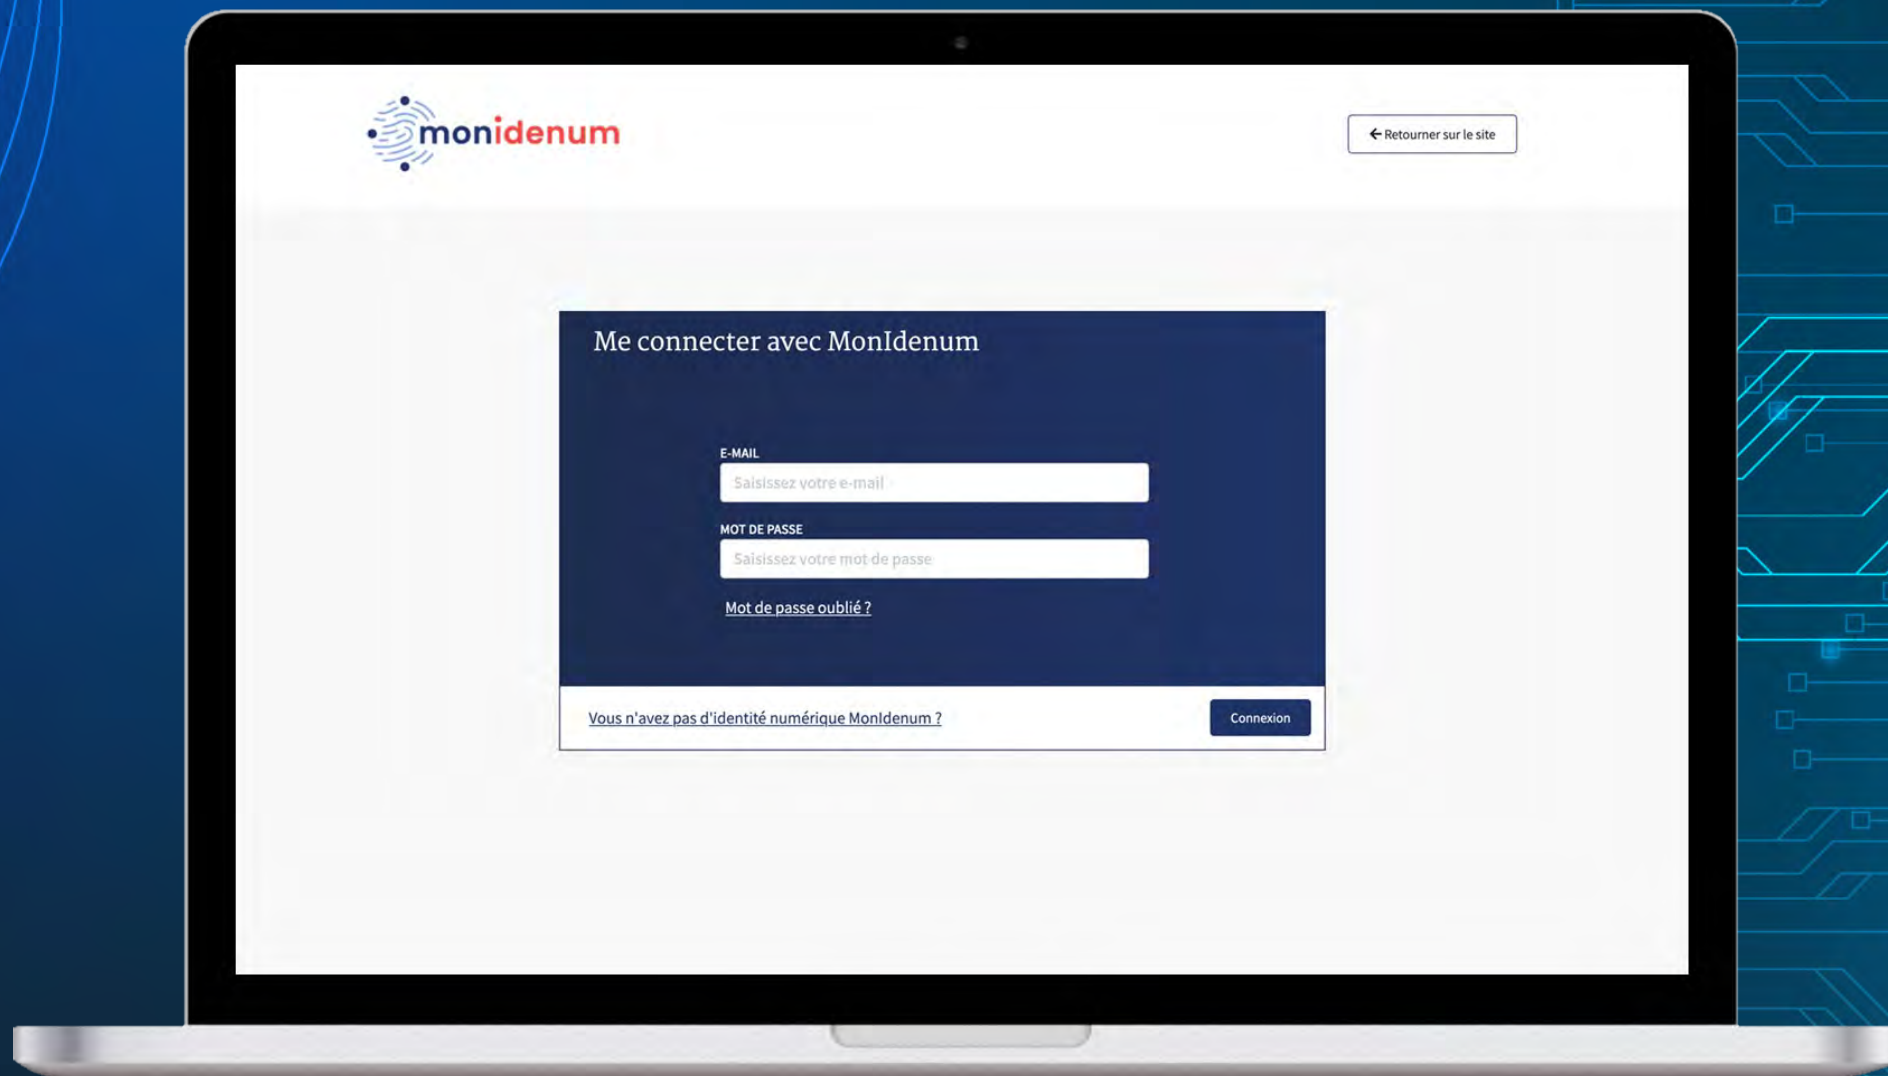 monidenum
← Retourner sur le site
Me connecter avec MonIdenum
E-MAIL
Saisissez votre e-mail
MOT DE PASSE
Saisissez votre mot de passe
Mot de passe oublié ?
Vous n'avez pas d'identité numérique MonIdenum ?
Connexion